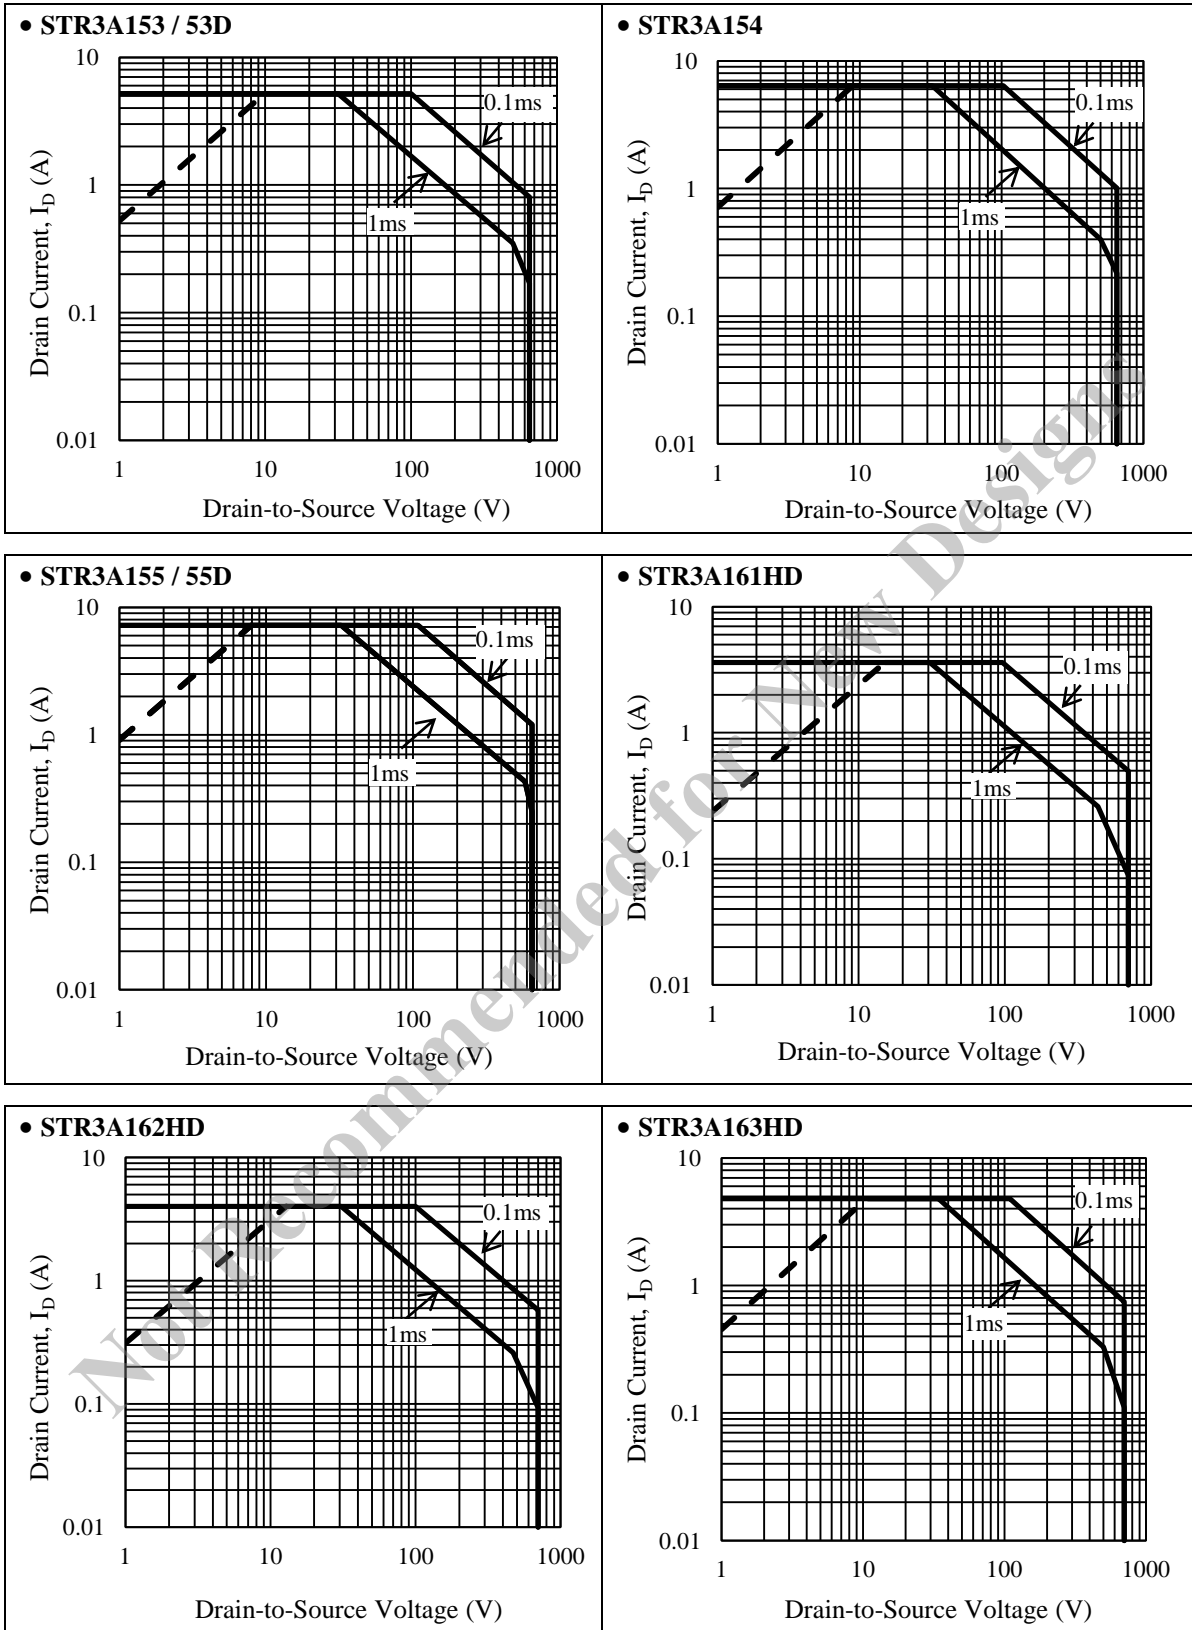 • STR3A153 / 53D
10
1
0.1
0.01
1 10 100 1000
Drain Current, I_D (A)
Drain-to-Source Voltage (V)
0.1ms
1ms
• STR3A154
10
1
0.1
0.01
1 10 100 1000
Drain Current, I_D (A)
Drain-to-Source Voltage (V)
0.1ms
1ms
• STR3A155 / 55D
10
1
0.1
0.01
1 10 100 1000
Drain Current, I_D (A)
Drain-to-Source Voltage (V)
0.1ms
1ms
• STR3A161HD
10
1
0.1
0.01
1 10 100 1000
Drain Current, I_D (A)
Drain-to-Source Voltage (V)
0.1ms
1ms
• STR3A162HD
10
1
0.1
0.01
1 10 100 1000
Drain Current, I_D (A)
Drain-to-Source Voltage (V)
0.1ms
1ms
• STR3A163HD
10
1
0.1
0.01
1 10 100 1000
Drain Current, I_D (A)
Drain-to-Source Voltage (V)
0.1ms
1ms
Not Recommended for New Designs